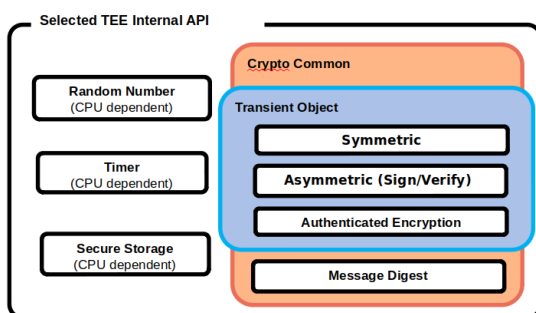 Selected TEE Internal API
Random Number
(CPU dependent)
Timer
(CPU dependent)
Secure Storage
(CPU dependent)
Crypto Common
Transient Object
Symmetric
Asymmetric (Sign/Verify)
Authenticated Encryption
Message Digest